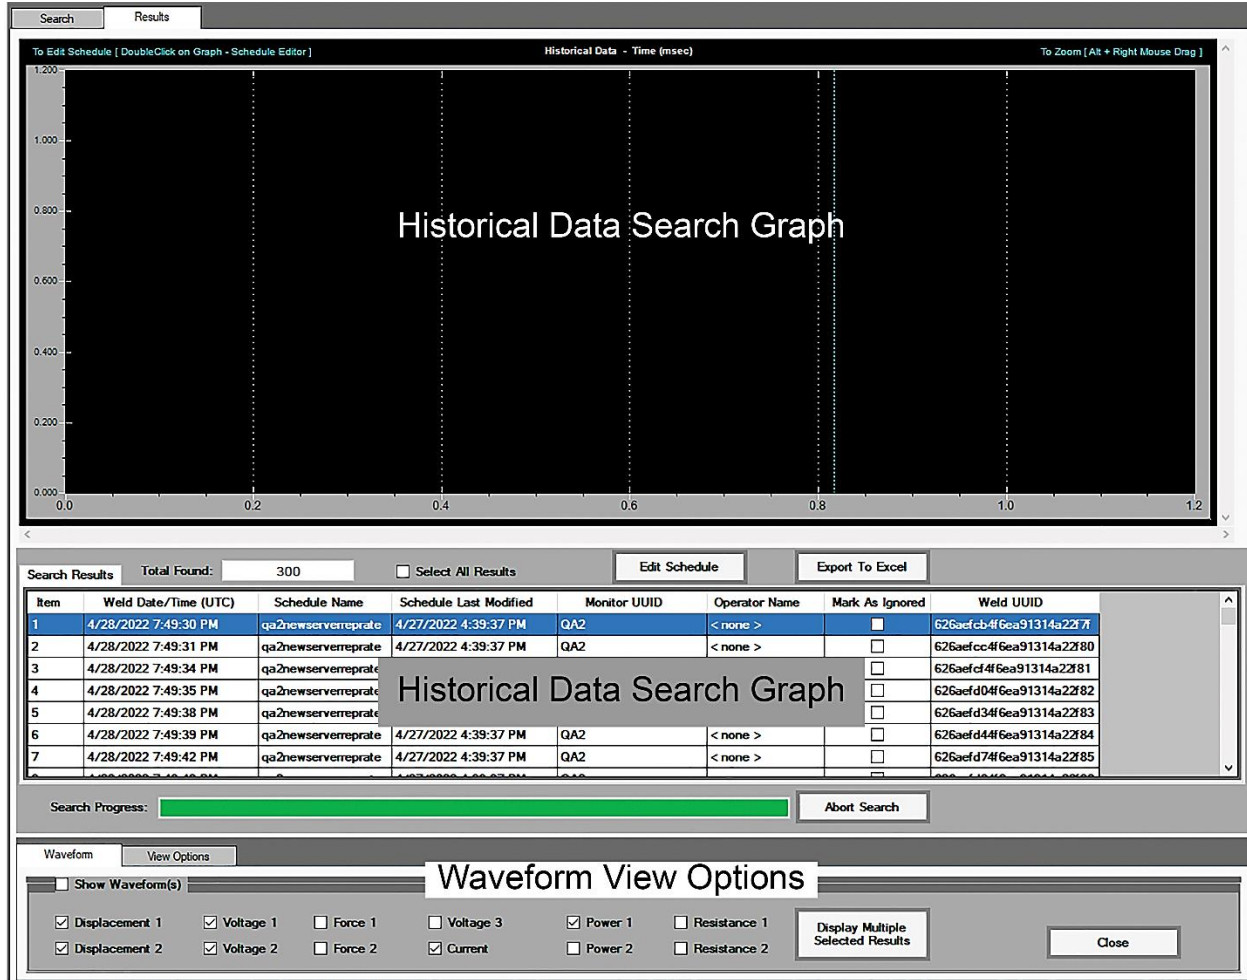 Search Results
To Edit Schedule [ DoubleClick on Graph - Schedule Editor ] Historical Data - Time (msec) To Zoom [ Alt + Right Mouse Drag ]
1.200
1.000
0.800
Historical Data Search Graph
0.600
0.400
0.200
0.000
0.0 0.2 0.4 0.6 0.8 1.0 1.2
Search Results Total Found: 300 Select All Results Edit Schedule Export To Excel
Item Weld Date/Time (UTC) Schedule Name Schedule Last Modified Monitor UUID Operator Name Mark As Ignored Weld UUID
1 4/28/2022 7:49:30 PM qa2newserverreprate 4/27/2022 4:39:37 PM QA2 < none > 626aefcb4f6ea91314a22f7f
2 4/28/2022 7:49:31 PM qa2newserverreprate 4/27/2022 4:39:37 PM QA2 < none > 626aefcc4f6ea91314a22f80
3 4/28/2022 7:49:34 PM qa2newserverreprate 626aefcf4f6ea91314a22f81
Historical Data Search Graph
4 4/28/2022 7:49:35 PM qa2newserverreprate 626aefd04f6ea91314a22f82
5 4/28/2022 7:49:38 PM qa2newserverreprate 626aefd34f6ea91314a22f83
6 4/28/2022 7:49:39 PM qa2newserverreprate 4/27/2022 4:39:37 PM QA2 < none > 626aefd44f6ea91314a22f84
7 4/28/2022 7:49:42 PM qa2newserverreprate 4/27/2022 4:39:37 PM QA2 < none > 626aefd74f6ea91314a22f85
Search Progress: Abort Search
Waveform View Options
Waveform View Options
Show Waveform(s)
Displacement 1 Voltage 1 Force 1 Voltage 3 Power 1 Resistance 1
Displacement 2 Voltage 2 Force 2 Current Power 2 Resistance 2
Display Multiple
Selected Results
Close